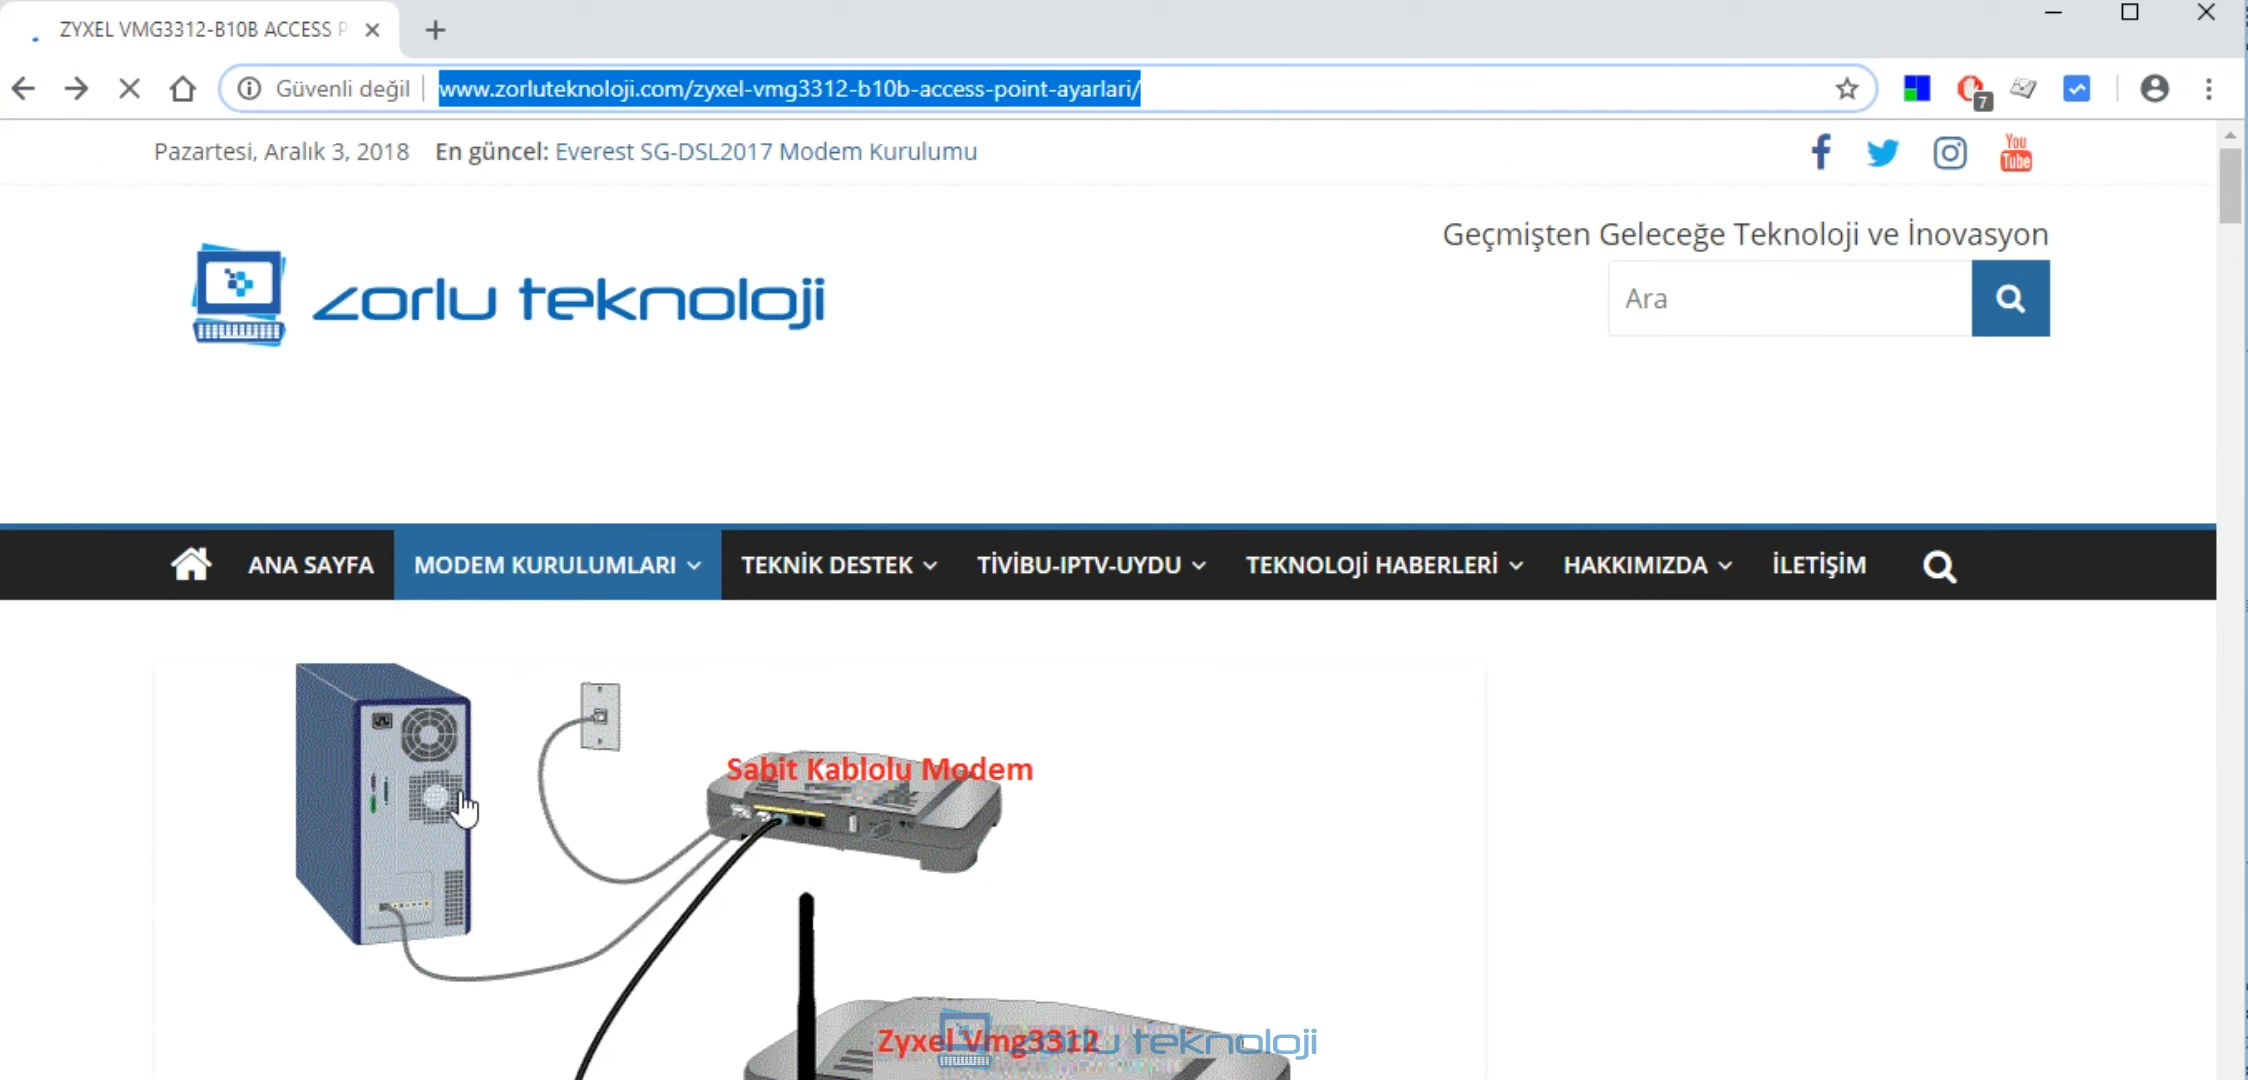 ZYXEL VMG3312-B10B ACCESS P
Güvenli değil
www.zorluteknoloji.com/zyxel-vmg3312-b10b-access-point-ayarlari/
7
Pazartesi, Aralık 3, 2018 En güncel: Everest SG-DSL2017 Modem Kurulumu
You
Tube
Geçmişten Geleceğe Teknoloji ve İnovasyon
zorlu teknoloji
Ara
ANA SAYFA MODEM KURULUMLARI TEKNİK DESTEK TİVİBU-IPTV-UYDU TEKNOLOJİ HABERLERİ HAKKIMIZDA İLETİŞİM
Sabit Kablolu Modem
Zyxel Vmg3312
zorlu teknoloji